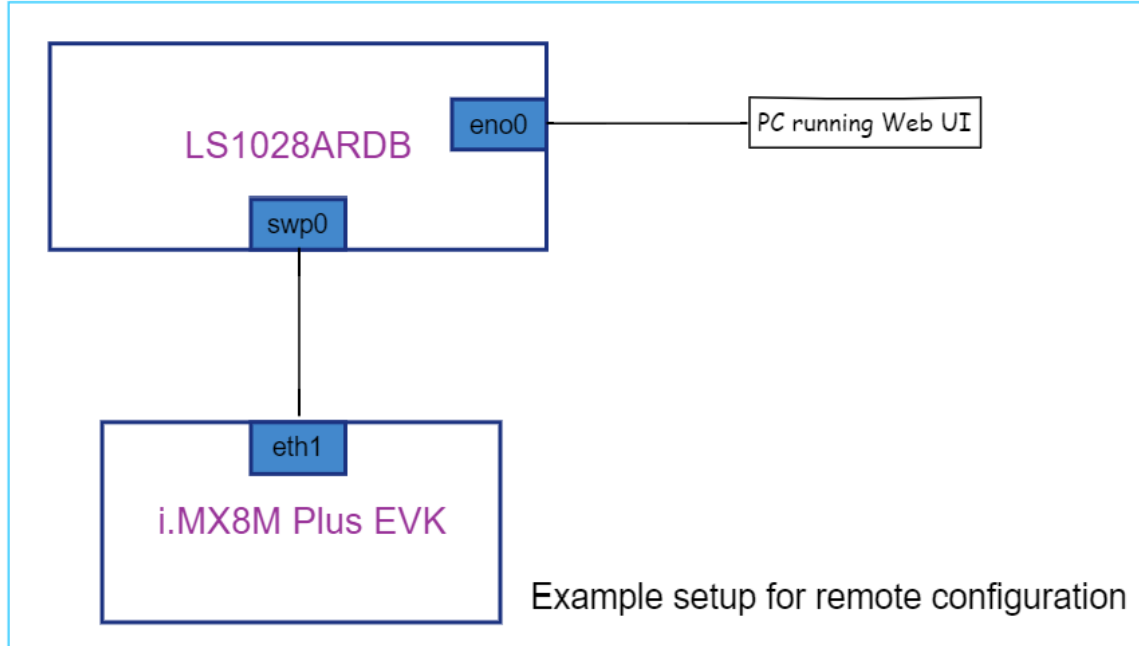 eno0
PC running Web UI
LS1028ARDB
swp0
eth1
i.MX8M Plus EVK
Example setup for remote configuration